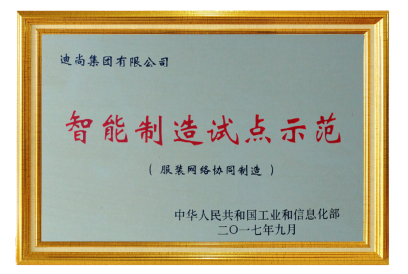 迪尚集团有限公司
智能制造试点示范
（服装网络协同制造）
中华人民共和国工业和信息化部
二〇一七年九月